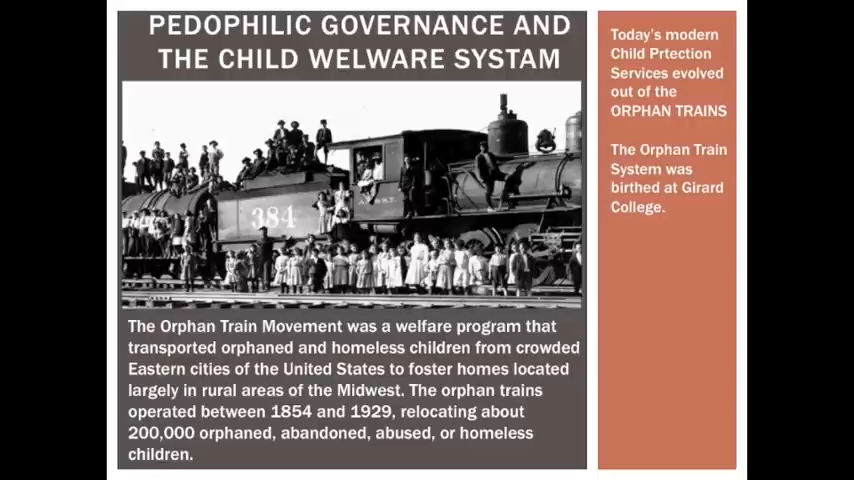 PEDOPHILIC GOVERNANCE AND
THE CHILD WELWARE SYSTAM
384
The Orphan Train Movement was a welfare program that
transported orphaned and homeless children from crowded
Eastern cities of the United States to foster homes located
largely in rural areas of the Midwest. The orphan trains
operated between 1854 and 1929, relocating about
200,000 orphaned, abandoned, abused, or homeless
children.
Today's modern
Child Prtection
Services evolved
out of the
ORPHAN TRAINS
The Orphan Train
System was
birthed at Girard
College.